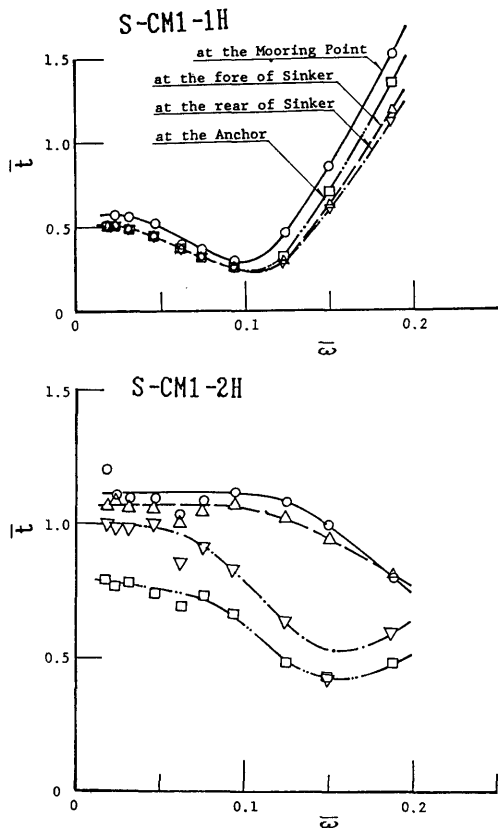 S-CM1-1H
1.5
at the Mooring Point
at the fore of Sinker
at the rear of Sinker
at the Anchor
1.0
t̅
0.5
0
0.1
0.2
ω̅
S-CM1-2H
1.5
1.0
t̅
0.5
0
0.1
0.2
ω̅